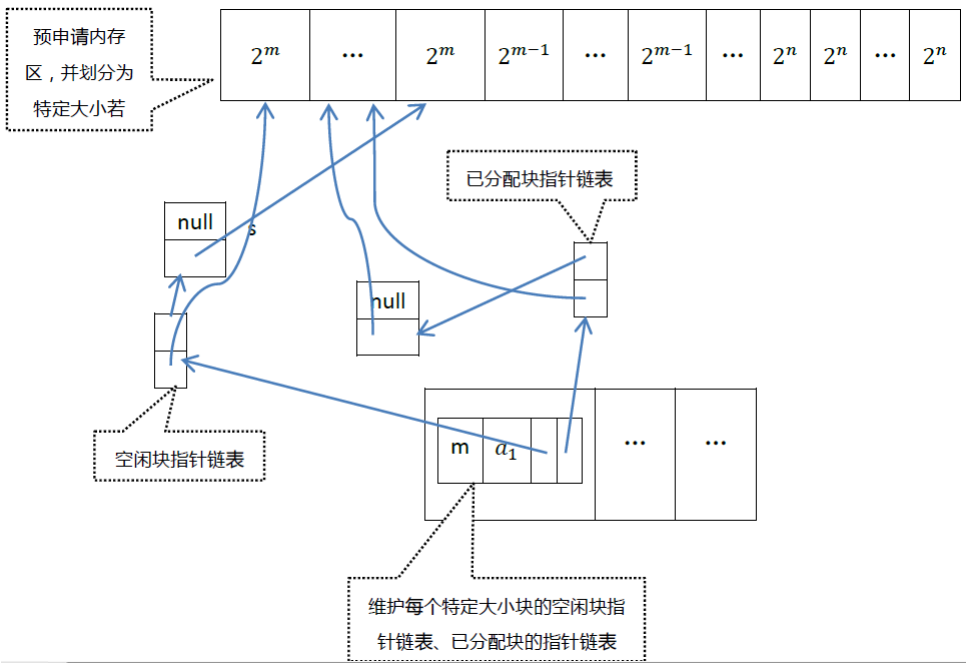 预申请内存
区，并划分为
特定大小若
2^m ... 2^m 2^{m-1} ... 2^{m-1} ... 2^n 2^n ... 2^n
已分配块指针链表
null
s
null
空闲块指针链表
m a_1
... ...
维护每个特定大小块的空闲块指
针链表、已分配块的指针链表